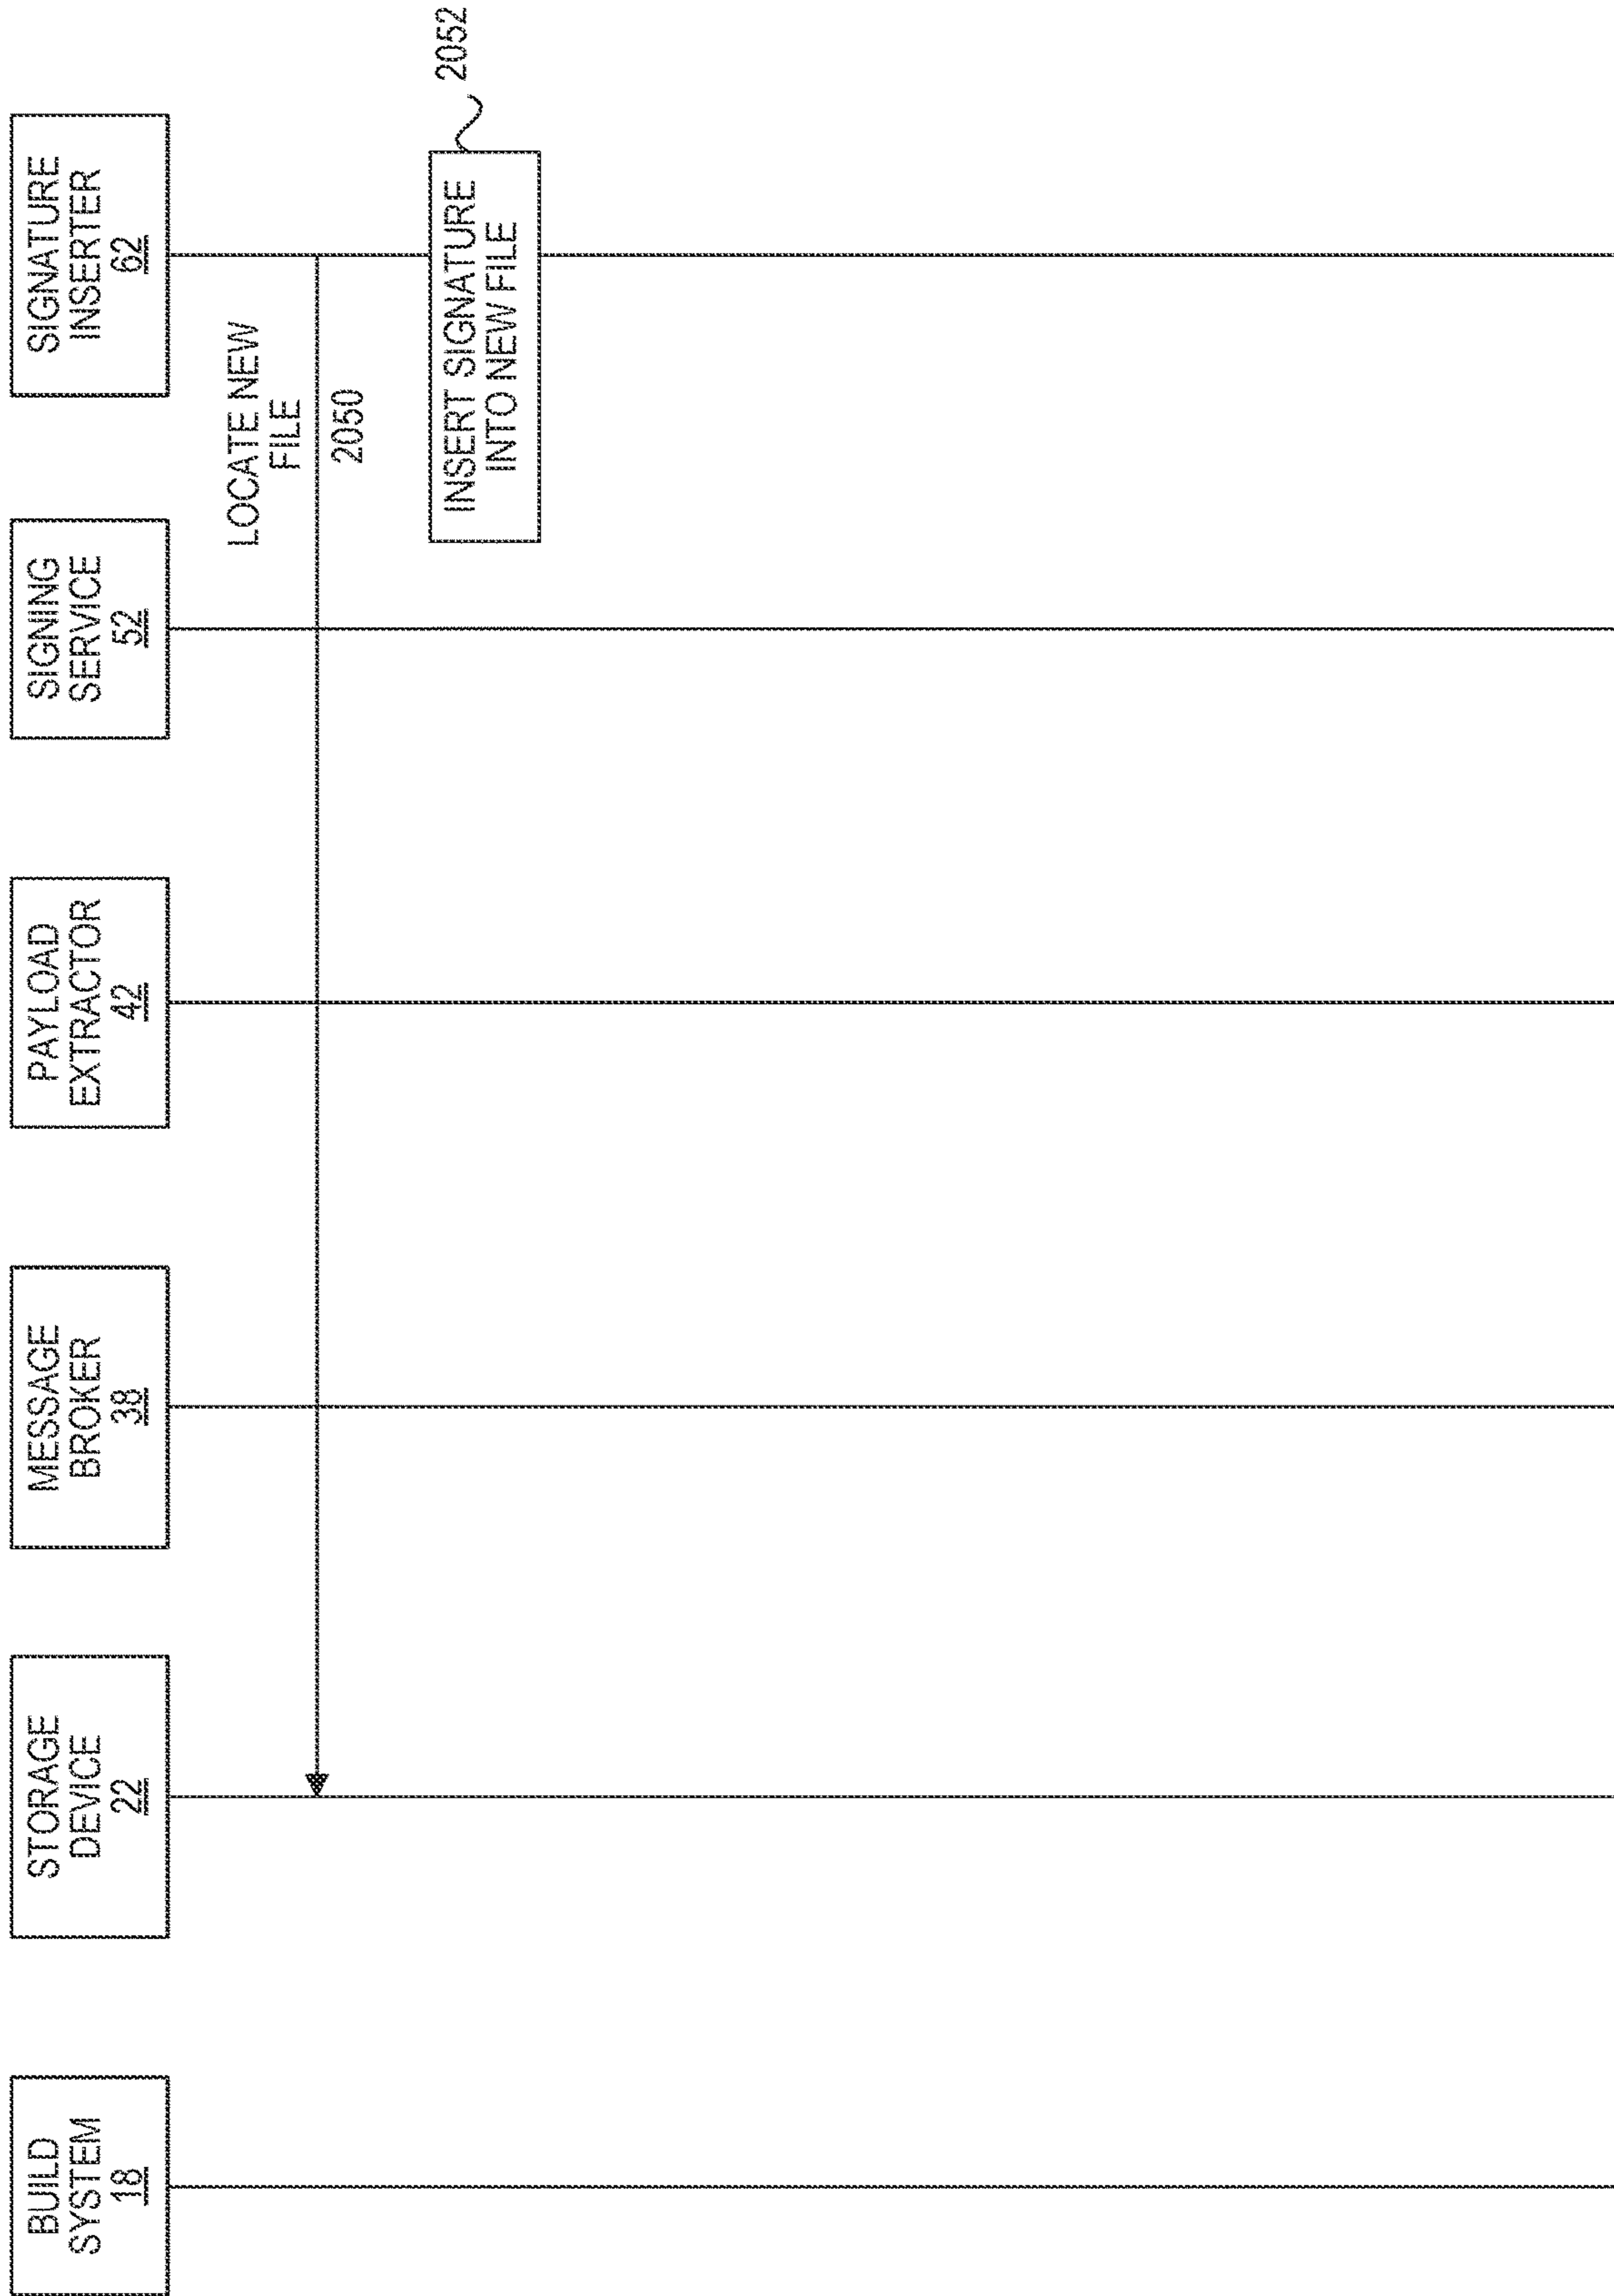 BUILD
SYSTEM
18
STORAGE
DEVICE
22
MESSAGE
BROKER
38
PAYLOAD
EXTRACTOR
42
SIGNING
SERVICE
52
SIGNATURE
INSERTER
62
LOCATE NEW
FILE
2050
INSERT SIGNATURE
INTO NEW FILE
2052